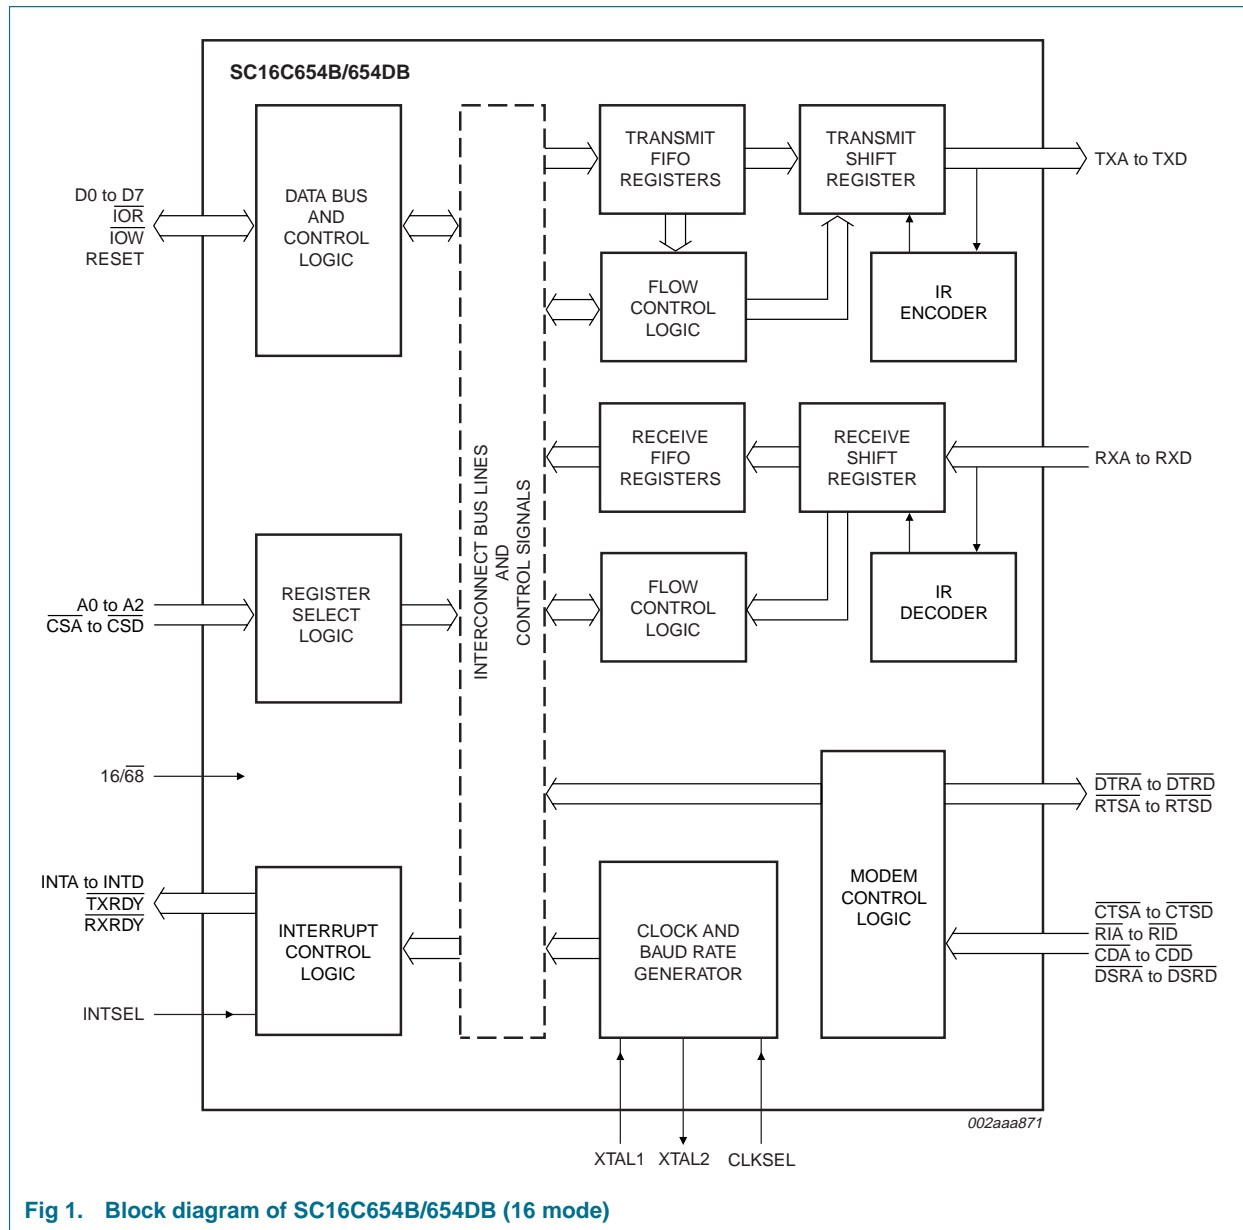 SC16C654B/654DB
D0 to D7
IOR
IOW
RESET
DATA BUS
AND
CONTROL
LOGIC
TRANSMIT
FIFO
REGISTERS
TRANSMIT
SHIFT
REGISTER
TXA to TXD
FLOW
CONTROL
LOGIC
IR
ENCODER
INTERCONNECT BUS LINES
AND
CONTROL SIGNALS
RECEIVE
FIFO
REGISTERS
RECEIVE
SHIFT
REGISTER
RXA to RXD
A0 to A2
CSA to CSD
REGISTER
SELECT
LOGIC
FLOW
CONTROL
LOGIC
IR
DECODER
16/68
DTRA to DTRD
RTSA to RTSD
MODEM
CONTROL
LOGIC
INTA to INTD
TXRDY
RXRDY
INTERRUPT
CONTROL
LOGIC
CLOCK AND
BAUD RATE
GENERATOR
CTSA to CTSD
RIA to RID
CDA to CDD
DSRA to DSRD
INTSEL
XTAL1
XTAL2
CLKSEL
002aaa871
Fig 1. Block diagram of SC16C654B/654DB (16 mode)